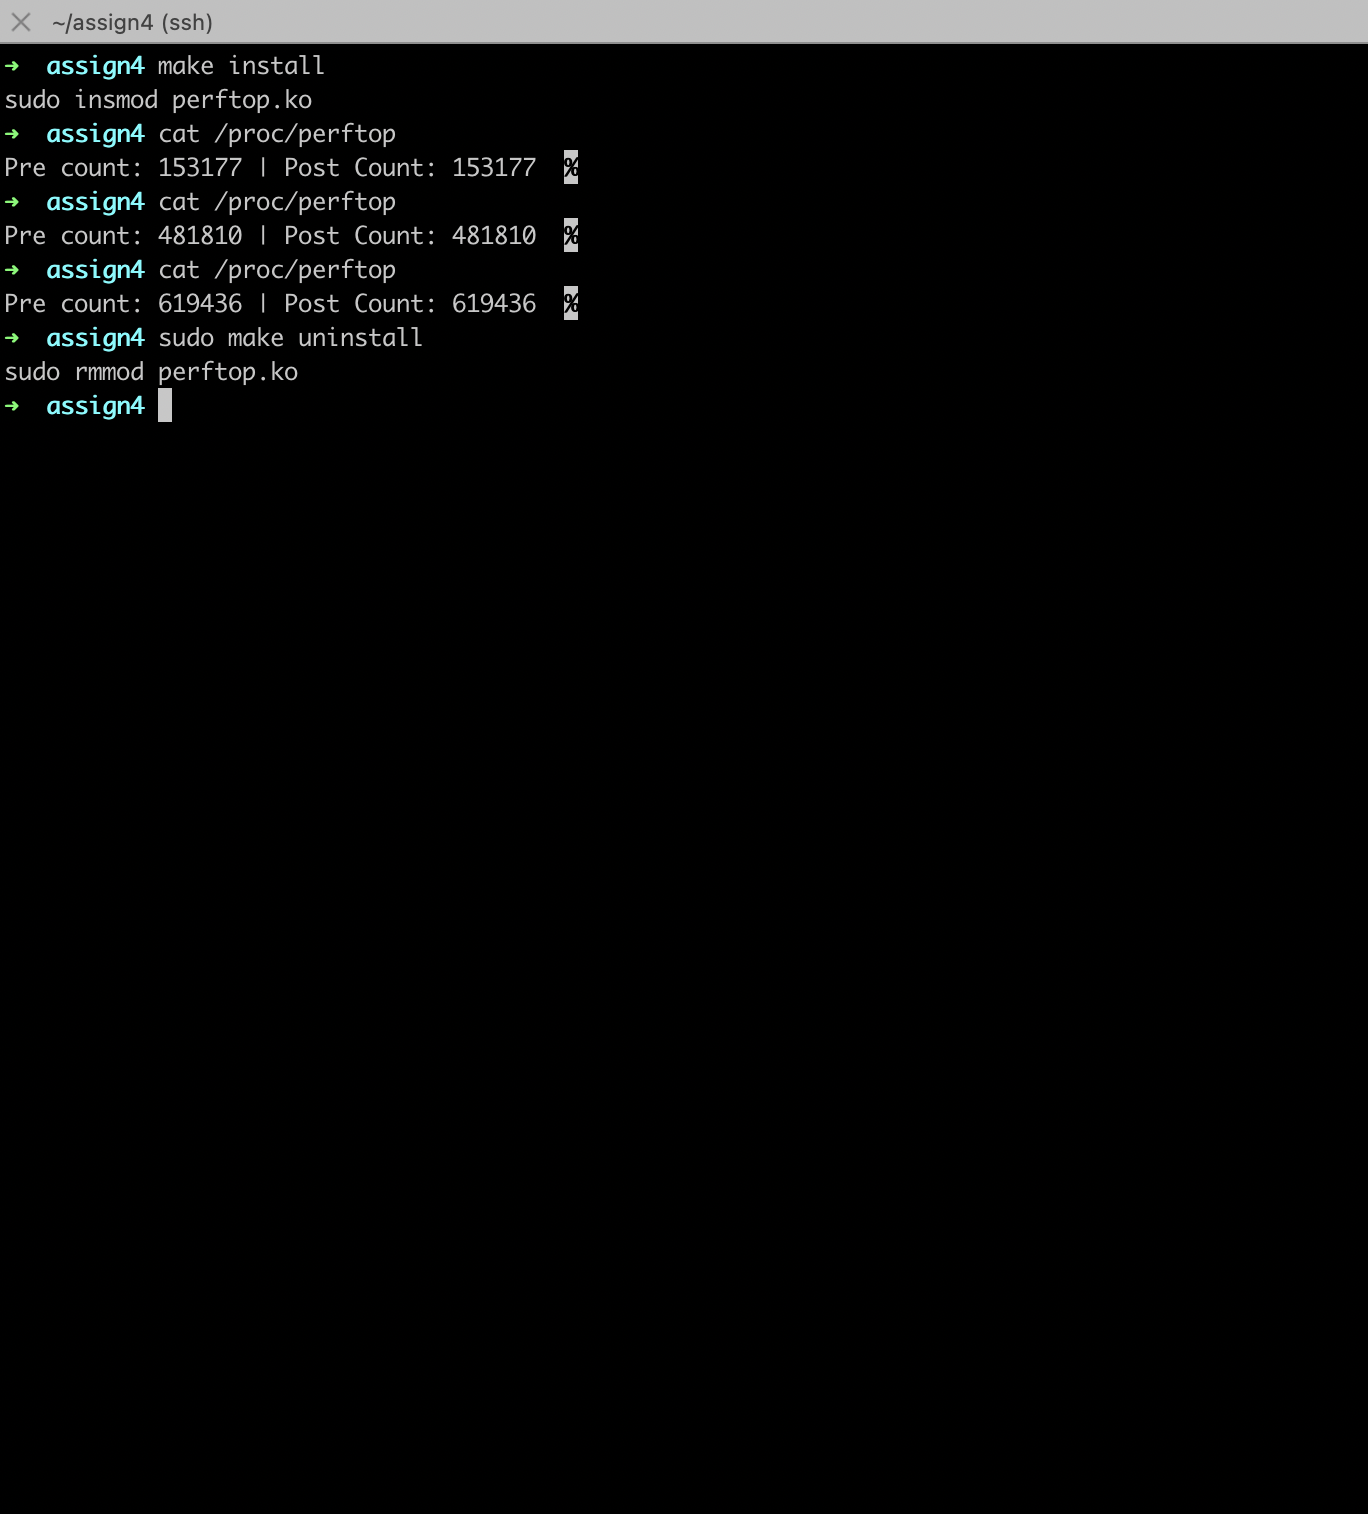 ~/assign4 (ssh)
➜  assign4 make install
sudo insmod perftop.ko
➜  assign4 cat /proc/perftop
Pre count: 153177 | Post Count: 153177  %
➜  assign4 cat /proc/perftop
Pre count: 481810 | Post Count: 481810  %
➜  assign4 cat /proc/perftop
Pre count: 619436 | Post Count: 619436  %
➜  assign4 sudo make uninstall
sudo rmmod perftop.ko
➜  assign4